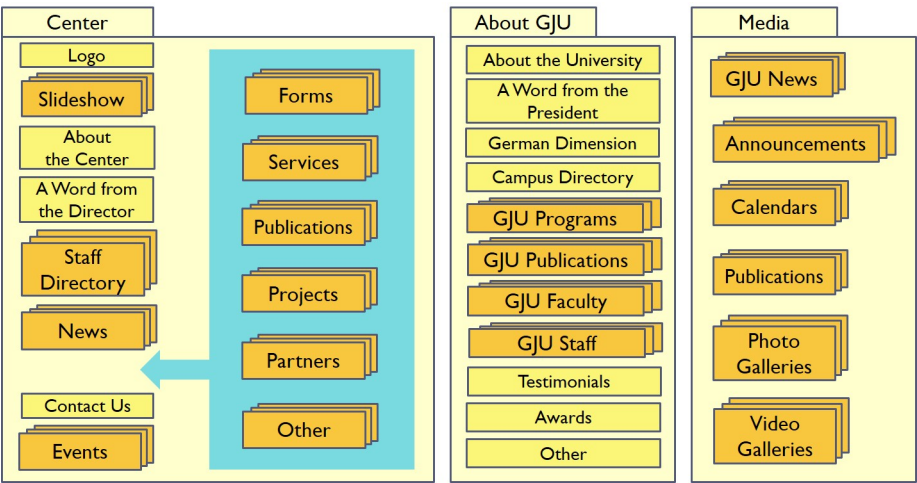 Center
Logo
Slideshow
About
the Center
A Word from
the Director
Staff
Directory
News
Contact Us
Events
Forms
Services
Publications
Projects
Partners
Other
About GJU
About the University
A Word from the
President
German Dimension
Campus Directory
GJU Programs
GJU Publications
GJU Faculty
GJU Staff
Testimonials
Awards
Other
Media
GJU News
Announcements
Calendars
Publications
Photo
Galleries
Video
Galleries